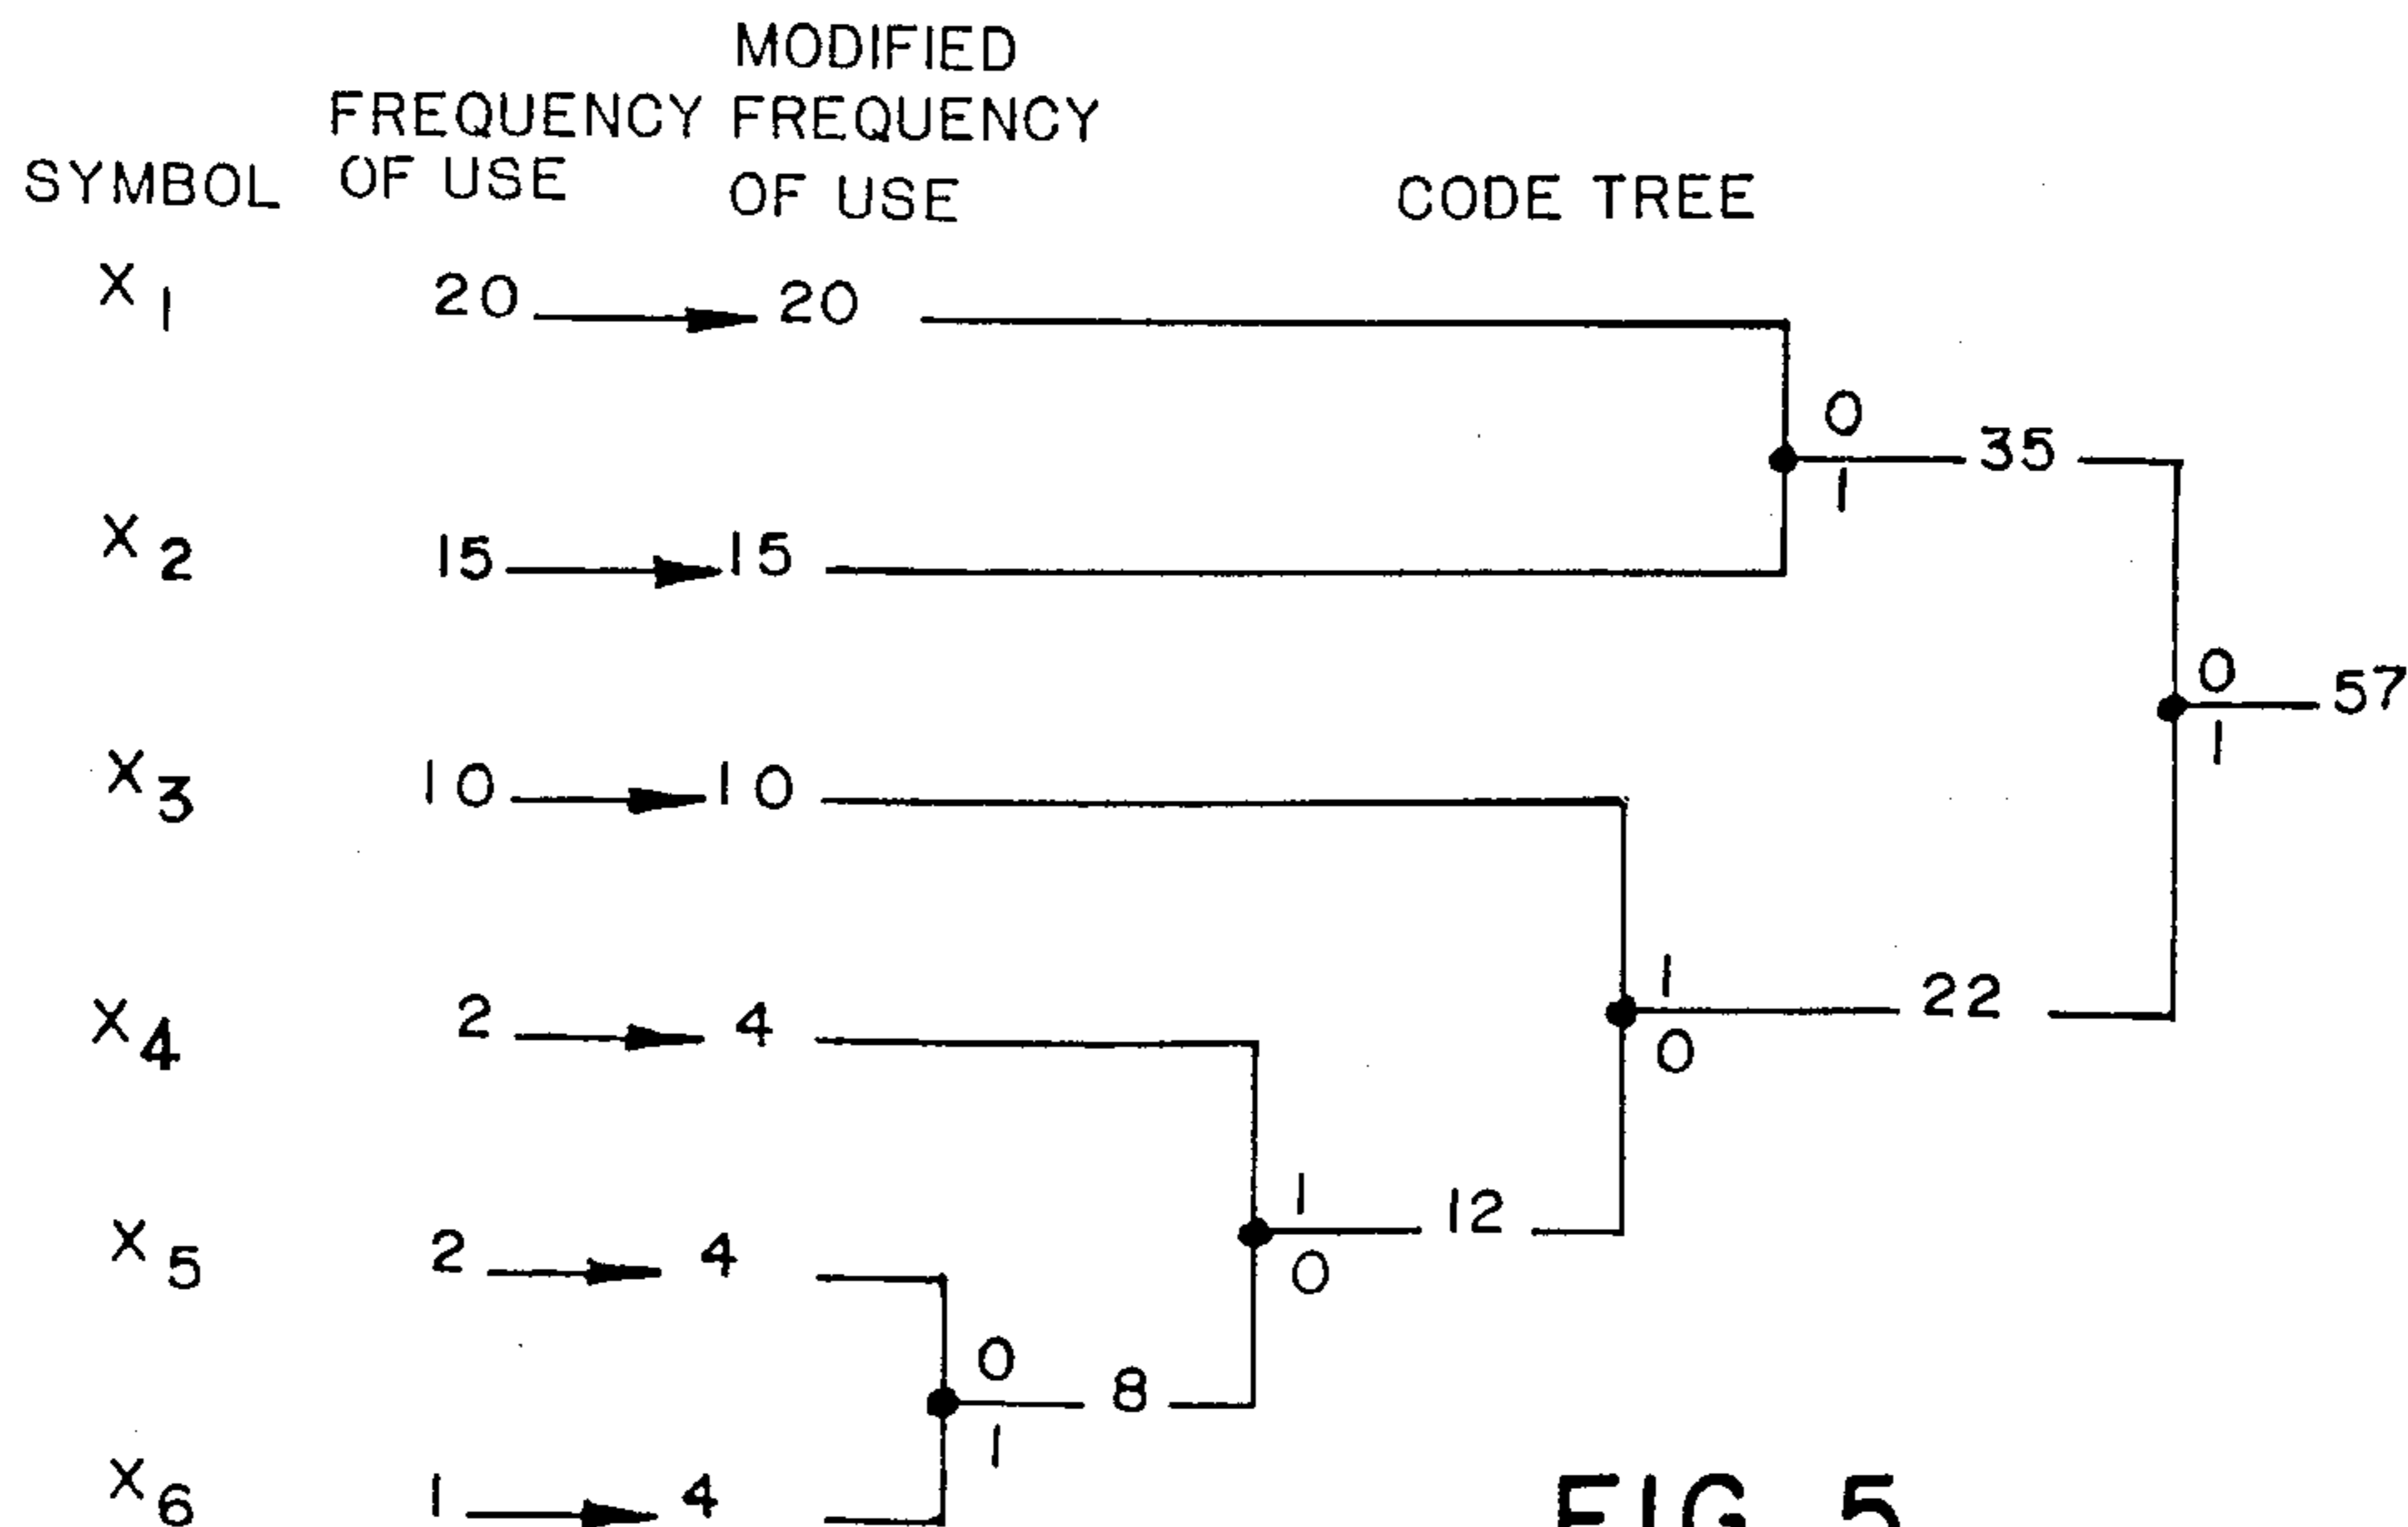 MODIFIED
FREQUENCY FREQUENCY
SYMBOL OF USE OF USE CODE TREE
X1 20 20
0
35
1
X2 15 15
0
57
1
X3 10 10
1
22
0
X4 2 4
1
12
0
X5 2 4
0
8
1
X6 1 4
FIG. 5